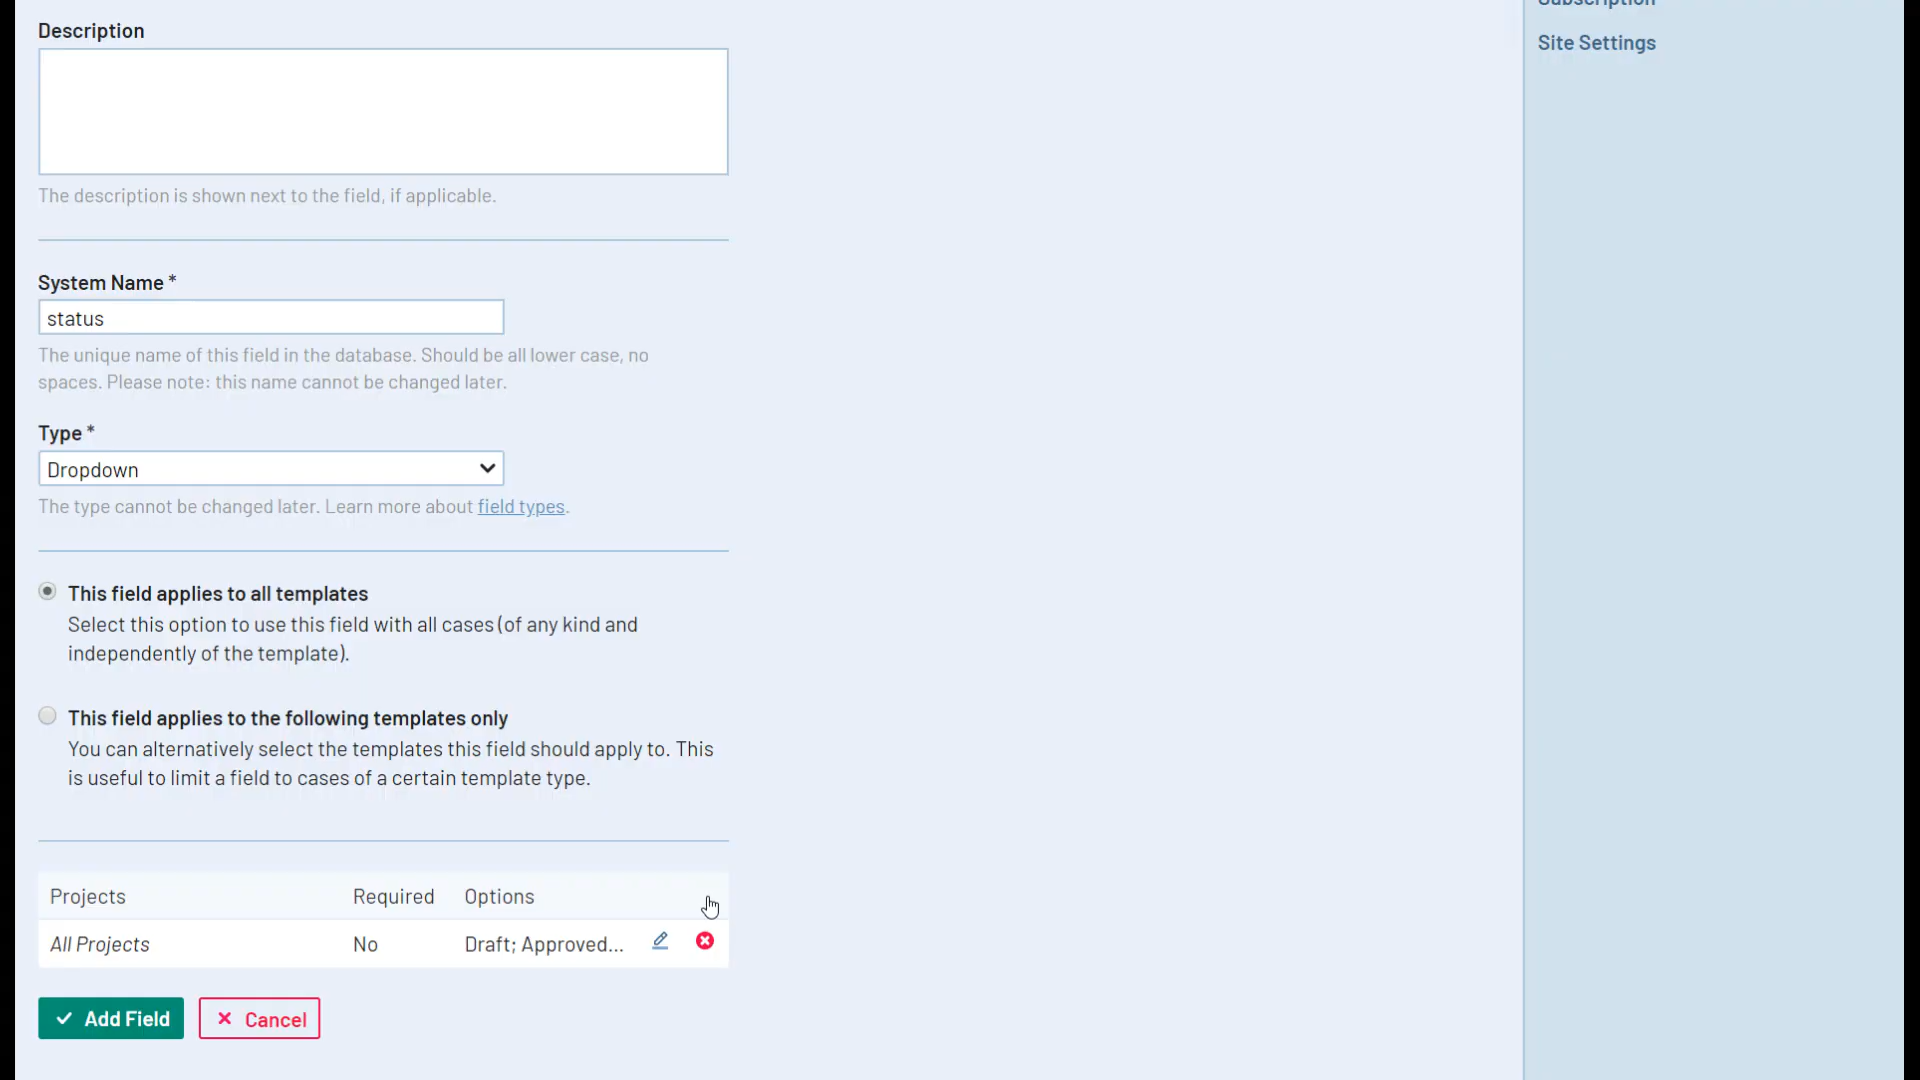 Subscription
Site Settings
Description
The description is shown next to the field, if applicable.
System Name *
status
The unique name of this field in the database. Should be all lower case, no
spaces. Please note: this name cannot be changed later.
Type *
Dropdown
The type cannot be changed later. Learn more about field types.
This field applies to all templates
Select this option to use this field with all cases (of any kind and
independently of the template).
This field applies to the following templates only
You can alternatively select the templates this field should apply to. This
is useful to limit a field to cases of a certain template type.
Projects Required Options
All Projects No Draft; Approved...
Add Field Cancel